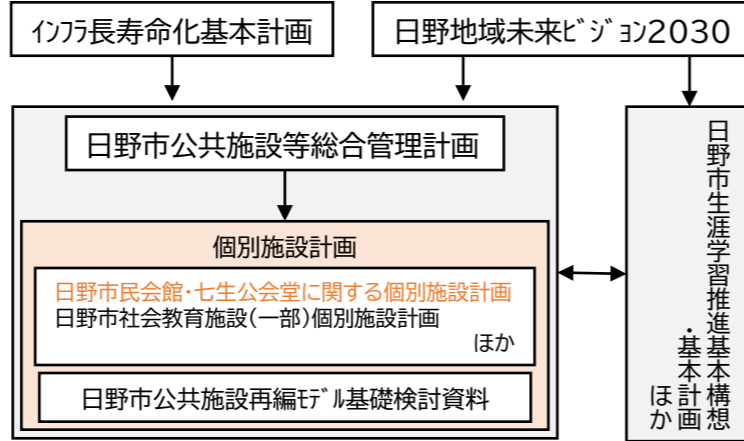 インフラ長寿命化基本計画
日野地域未来ビジョン2030
日野市公共施設等総合管理計画
個別施設計画
日野市民会館・七生公会堂に関する個別施設計画
日野市社会教育施設(一部)個別施設計画
ほか
日野市公共施設再編モデル基礎検討資料
日野市生涯学習推進基本構想
・基本計画
ほか